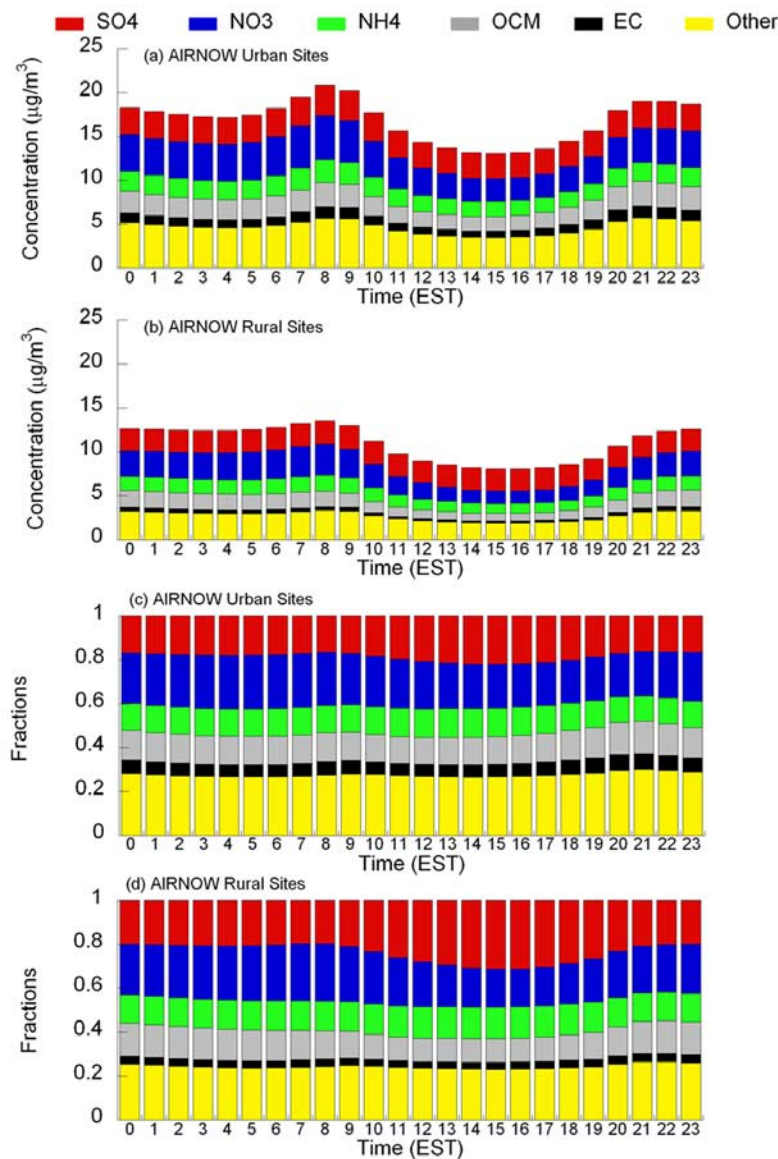 SO4 NO3 NH4 OCM EC Other
(a) AIRNOW Urban Sites
Concentration (μg/m³)
25
20
15
10
5
0
0 1 2 3 4 5 6 7 8 9 10 11 12 13 14 15 16 17 18 19 20 21 22 23
Time (EST)
(b) AIRNOW Rural Sites
Concentration (μg/m³)
25
20
15
10
5
0
0 1 2 3 4 5 6 7 8 9 10 11 12 13 14 15 16 17 18 19 20 21 22 23
Time (EST)
(c) AIRNOW Urban Sites
Fractions
1
0.8
0.6
0.4
0.2
0
0 1 2 3 4 5 6 7 8 9 10 11 12 13 14 15 16 17 18 19 20 21 22 23
Time (EST)
(d) AIRNOW Rural Sites
Fractions
1
0.8
0.6
0.4
0.2
0
0 1 2 3 4 5 6 7 8 9 10 11 12 13 14 15 16 17 18 19 20 21 22 23
Time (EST)